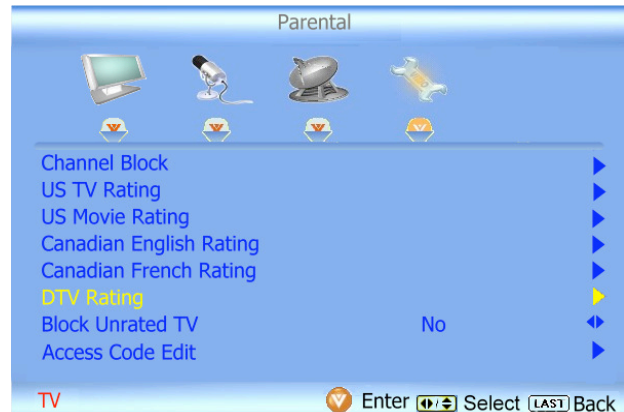 Parental
Channel Block
US TV Rating
US Movie Rating
Canadian English Rating
Canadian French Rating
DTV Rating
Block Unrated TV No
Access Code Edit
TV Enter Select LAST Back